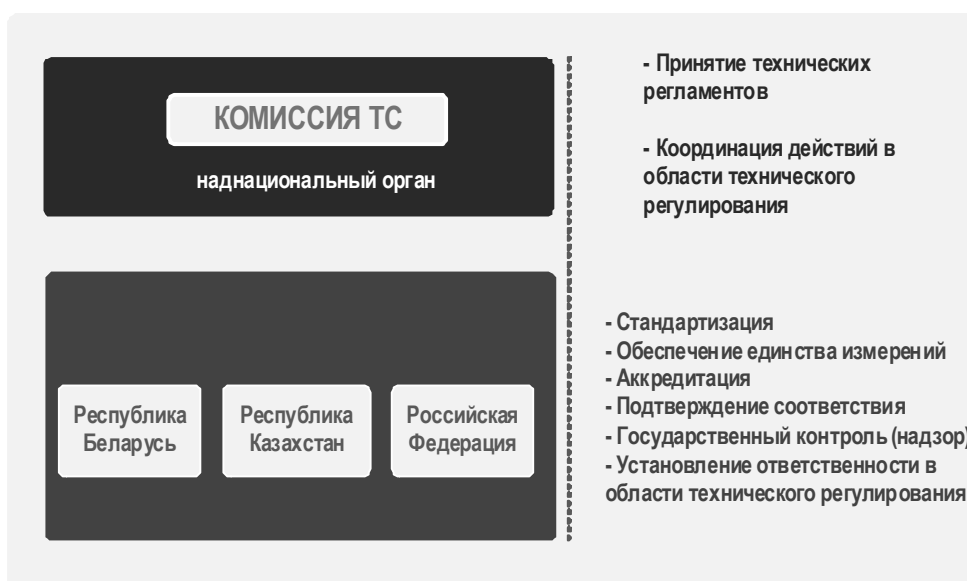 КОМИССИЯ ТС
наднациональный орган
- Принятие технических
регламентов
- Координация действий в
области технического
регулирования
Республика
Беларусь
Республика
Казахстан
Российская
Федерация
- Стандартизация
- Обеспечение единства измерений
- Аккредитация
- Подтверждение соответствия
- Государственный контроль (надзор)
- Установление ответственности в
области технического регулирования